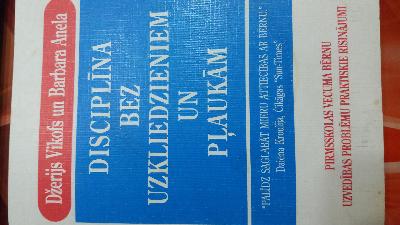 Džerijs Vikofs un Barbara Anela
DISCIPLĪNA
BEZ
UZKLIEDZIENIEM
UN
PĻAUKĀM
"PALĪDZ SAGLABĀT MIERU ATTIECĪBĀS AR BĒRNU."
Čikāgas "Sun-Times"
PIRMSSKOLAS VECUMA BĒRNU
UZVEDĪBAS PROBLĒMU PRAKTISKIE RISINĀJUMI